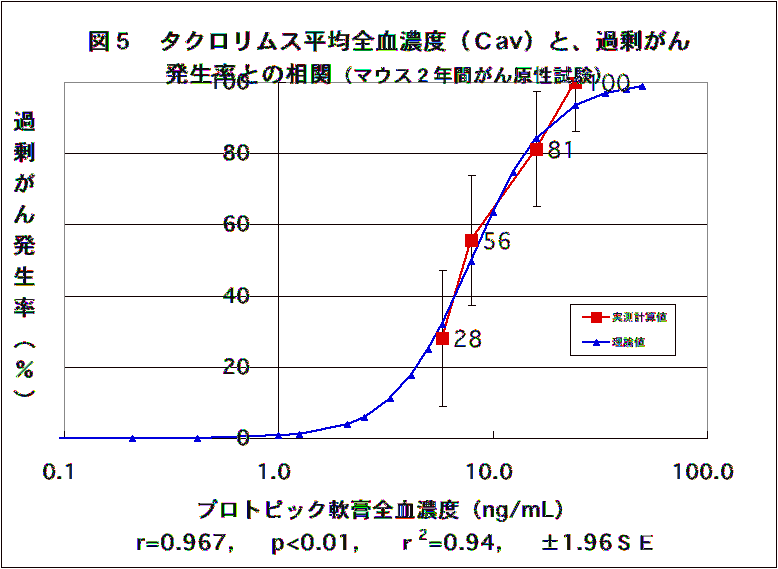 図5 タクロリムス平均全血濃度（Cav）と、過剰がん
発生率との相関（マウス2年間がん原性試験）
過剰がん発生率（%）
100
100
80
81
60
56
40
28
20
0
実測計算値
理論値
0.1 1.0 10.0 100.0
プロトピック軟膏全血濃度（ng/mL）
r=0.967, p<0.01, r²=0.94, ±1.96SE